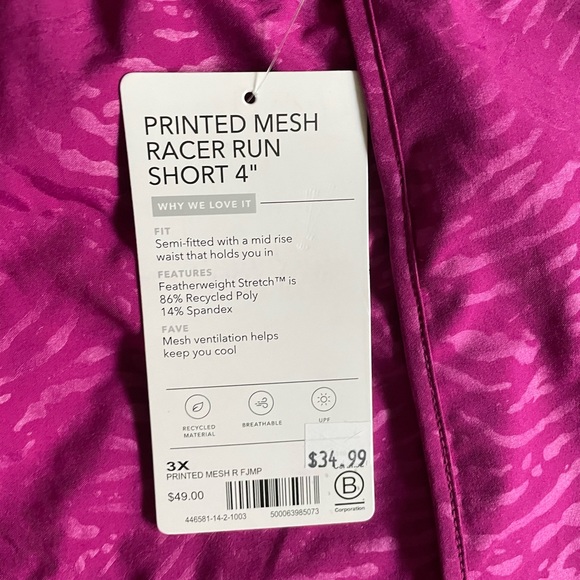 PRINTED MESH
RACER RUN
SHORT 4"
WHY WE LOVE IT
FIT
Semi-fitted with a mid rise
waist that holds you in
FEATURES
Featherweight Stretch™ is
86% Recycled Poly
14% Spandex
FAVE
Mesh ventilation helps
keep you cool
RECYCLED
MATERIAL
BREATHABLE
UPF
$34.99
3X
PRINTED MESH R FJMP
$49.00
446581-14-2-1003
500063985073
B
Corporation